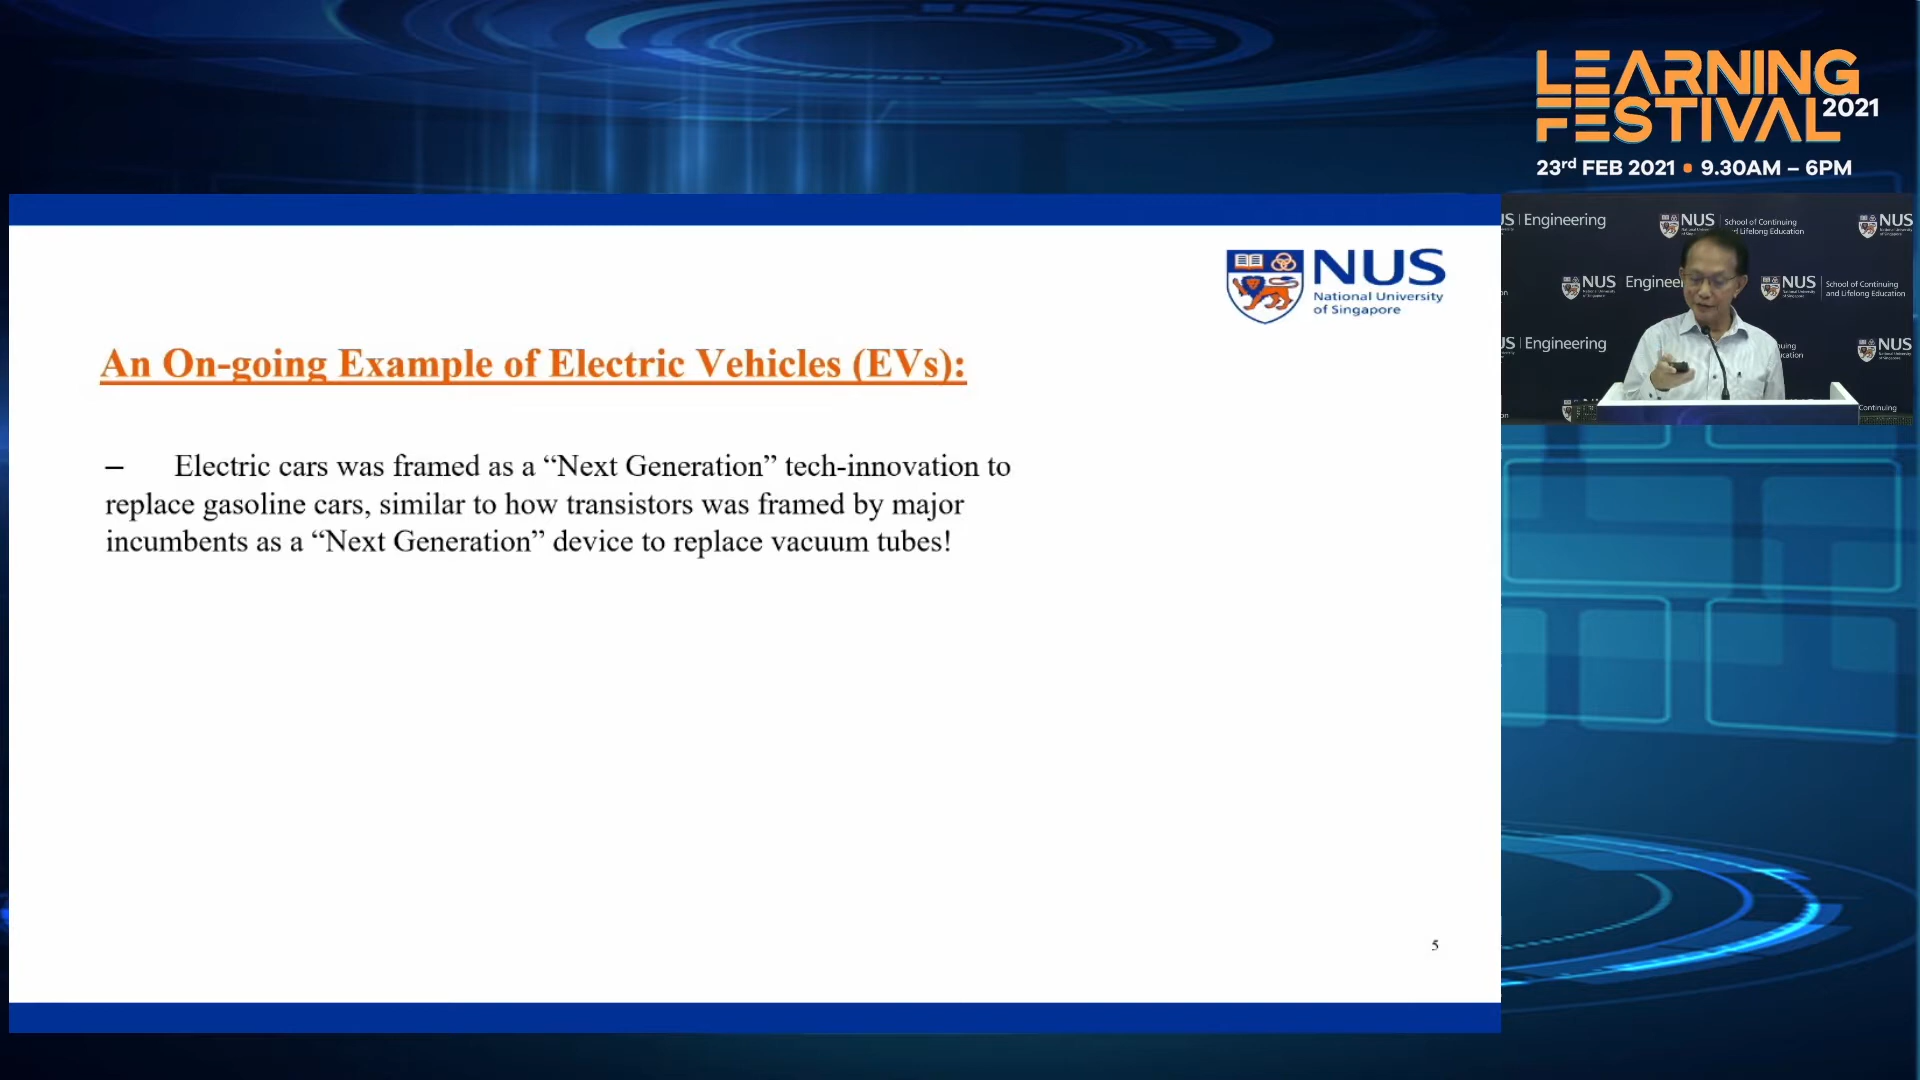 LEARNING
FESTIVAL 2021
23rd FEB 2021 • 9.30AM – 6PM
NUS
National University
of Singapore
An On-going Example of Electric Vehicles (EVs):
– Electric cars was framed as a “Next Generation” tech-innovation to
replace gasoline cars, similar to how transistors was framed by major
incumbents as a “Next Generation” device to replace vacuum tubes!
5
US | Engineering
NUS School of Continuing
and Lifelong Education
NUS
NUS Engineer
NUS School of Continuing
and Lifelong Education
US | Engineering
NUS
Continuing